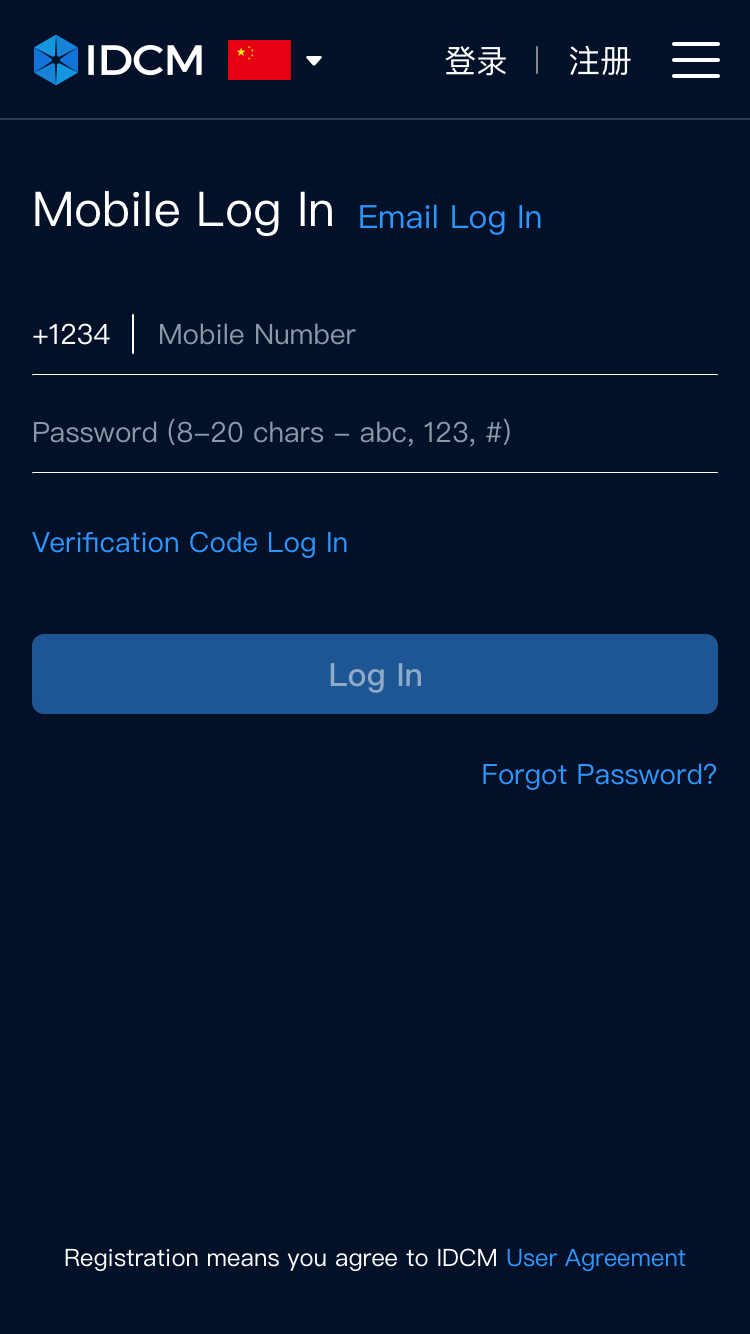 IDCM 登录 注册
Mobile Log In Email Log In
+1234 Mobile Number
Password (8–20 chars – abc, 123, #)
Verification Code Log In
Log In
Forgot Password?
Registration means you agree to IDCM User Agreement